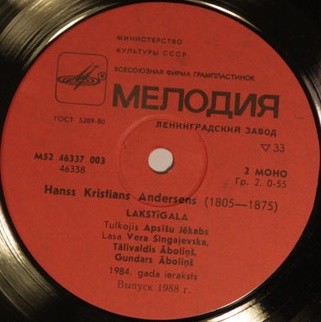 МИНИСТЕРСТВО
КУЛЬТУРЫ СССР
ВСЕСОЮЗНАЯ ФИРМА ГРАМПЛАСТИНОК
МЕЛОДИЯ
ГОСТ 5289-80
ЛЕНИНГРАДСКИЙ ЗАВОД
▽33
M52 46337 003
46338
2 МОНО
Гр. 2. 0-55
Hanss Kristians Andersens (1805—1875)
LAKSTĪGALA
Tulkojis Apsīšu Jēkabs
Lasa Vera Singajevska,
Tālivaldis Āboliņš,
Gundars Āboliņš
1984. gada ieraksts
Выпуск 1988 г.